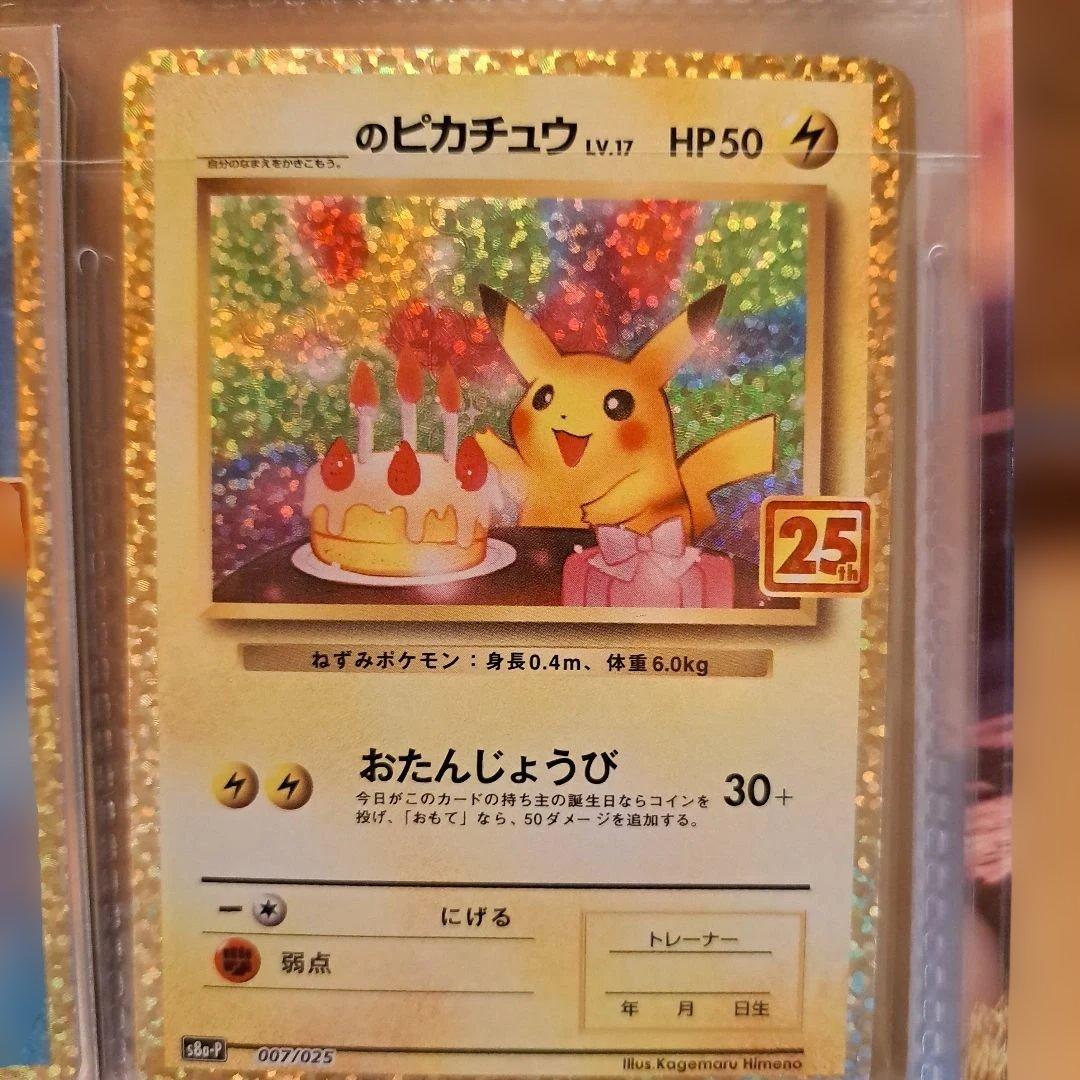 のピカチュウ LV.17 HP50
自分のなまえをかきこもう。
25th
ねずみポケモン：身長0.4m、体重6.0kg
おたんじょうび 30+
今日がこのカードの持ち主の誕生日ならコインを
投げ、「おもて」なら、50ダメージを追加する。
にげる
弱点
トレーナー
年 月 日生
s8a-P 007/025
Illus.Kagemaru Himeno